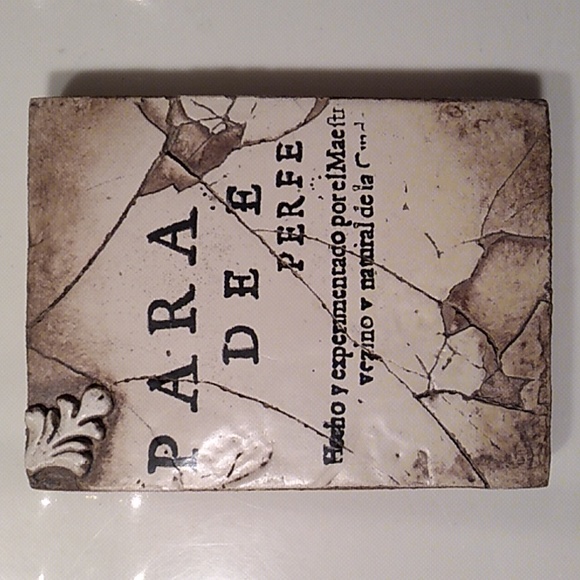 PARA
DE E
PERFE
Hecho y experimentado por el Maestr
vezino y natural de la